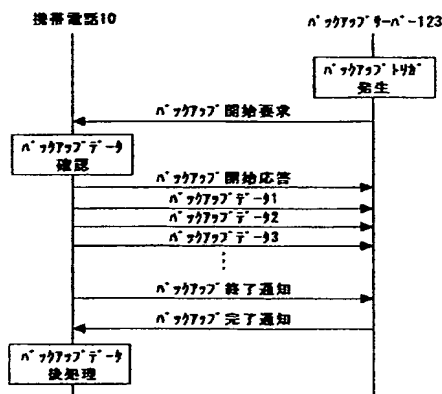 携帯電話10
ﾊﾞｯｸｱｯﾌﾟｻｰﾊﾞｰ123
ﾊﾞｯｸｱｯﾌﾟﾄﾘｶﾞ
発生
ﾊﾞｯｸｱｯﾌﾟ開始要求
ﾊﾞｯｸｱｯﾌﾟﾃﾞｰﾀ
確認
ﾊﾞｯｸｱｯﾌﾟ開始応答
ﾊﾞｯｸｱｯﾌﾟﾃﾞｰﾀ1
ﾊﾞｯｸｱｯﾌﾟﾃﾞｰﾀ2
ﾊﾞｯｸｱｯﾌﾟﾃﾞｰﾀ3
ﾊﾞｯｸｱｯﾌﾟ終了通知
ﾊﾞｯｸｱｯﾌﾟ完了通知
ﾊﾞｯｸｱｯﾌﾟﾃﾞｰﾀ
後処理